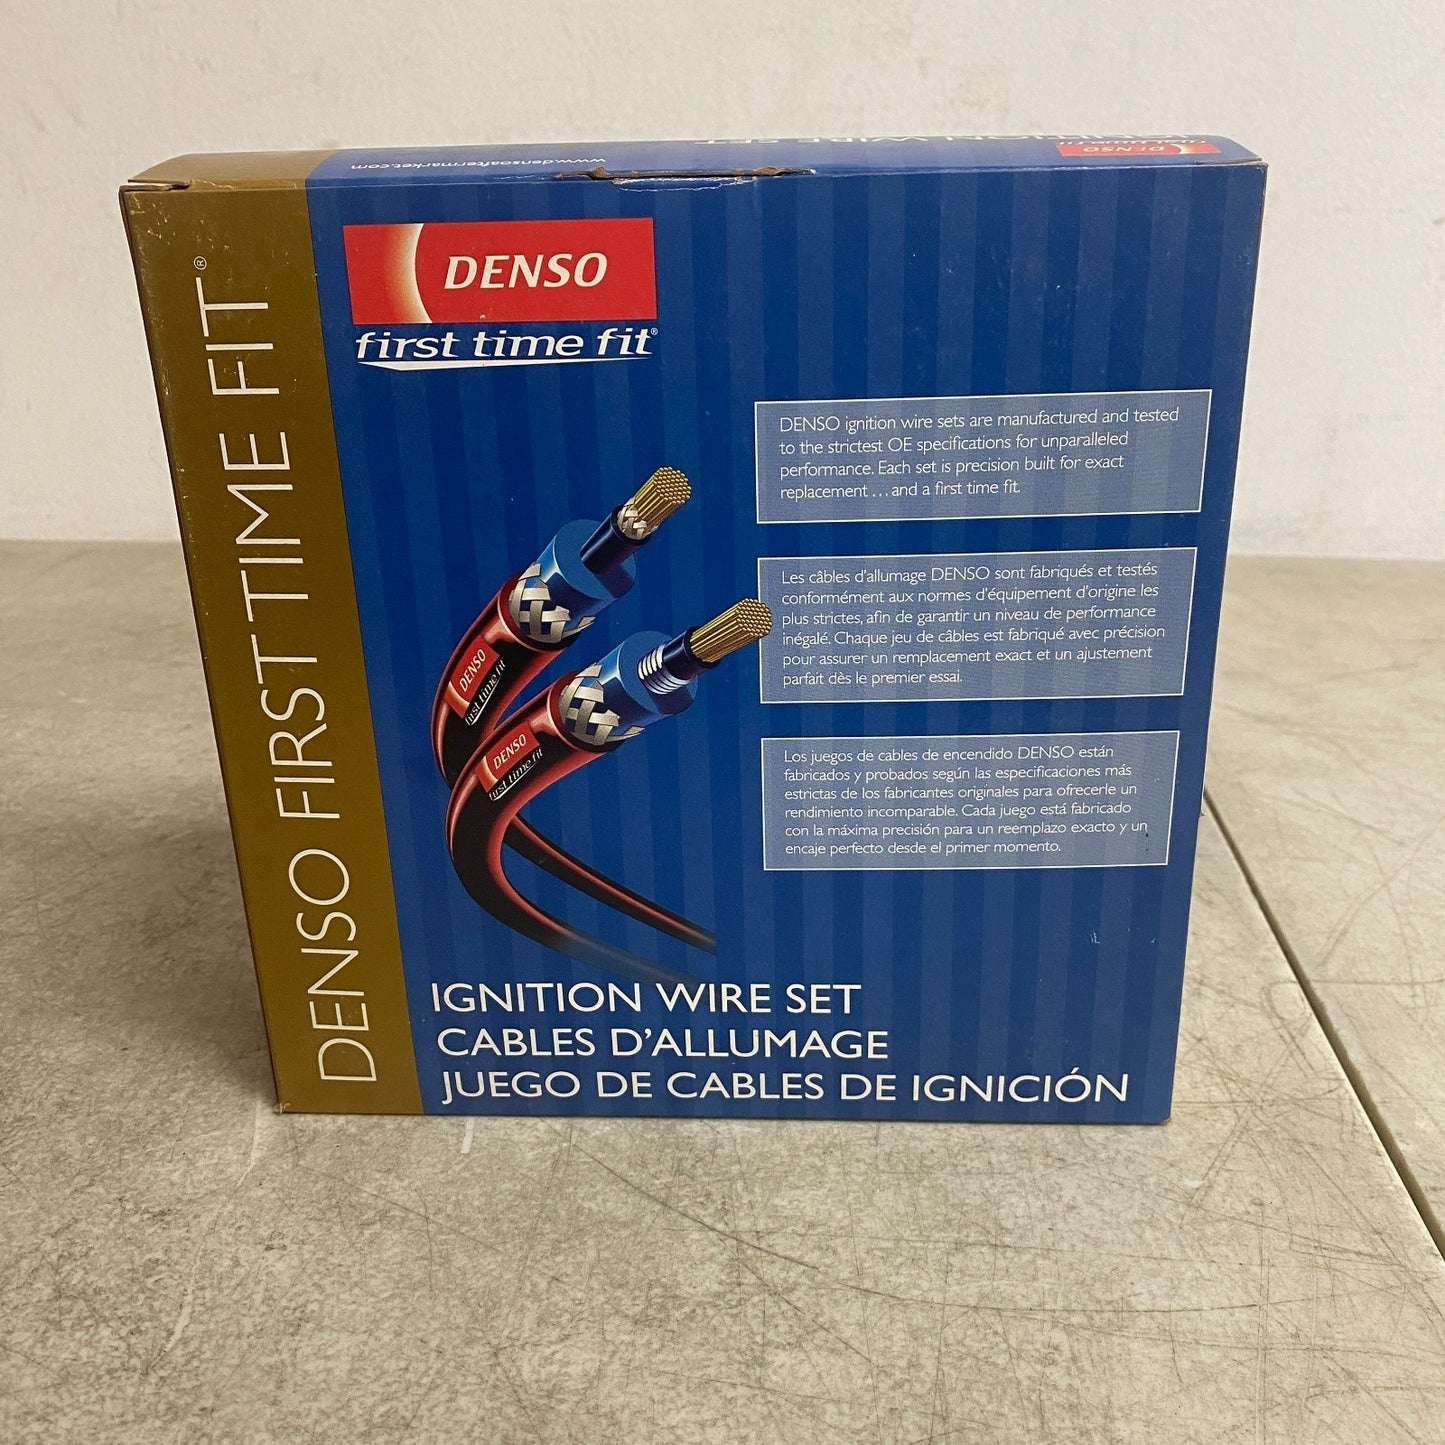 www.densoaftermarket.com
IGNITION WIRE SET
DENSO
first time fit
DENSO FIRST TIME FIT®
DENSO
first time fit®
DENSO ignition wire sets are manufactured and tested
to the strictest OE specifications for unparalleled
performance. Each set is precision built for exact
replacement . . . and a first time fit.
Les câbles d'allumage DENSO sont fabriqués et testés
conformément aux normes d'équipement d'origine les
plus strictes, afin de garantir un niveau de performance
inégalé. Chaque jeu de câbles est fabriqué avec précision
pour assurer un remplacement exact et un ajustement
parfait dès le premier essai.
Los juegos de cables de encendido DENSO están
fabricados y probados según las especificaciones más
estrictas de los fabricantes originales para ofrecerle un
rendimiento incomparable. Cada juego está fabricado
con la máxima precisión para un reemplazo exacto y un
encaje perfecto desde el primer momento.
DENSO
first time fit
DENSO
first time fit
IGNITION WIRE SET
CABLES D'ALLUMAGE
JUEGO DE CABLES DE IGNICIÓN